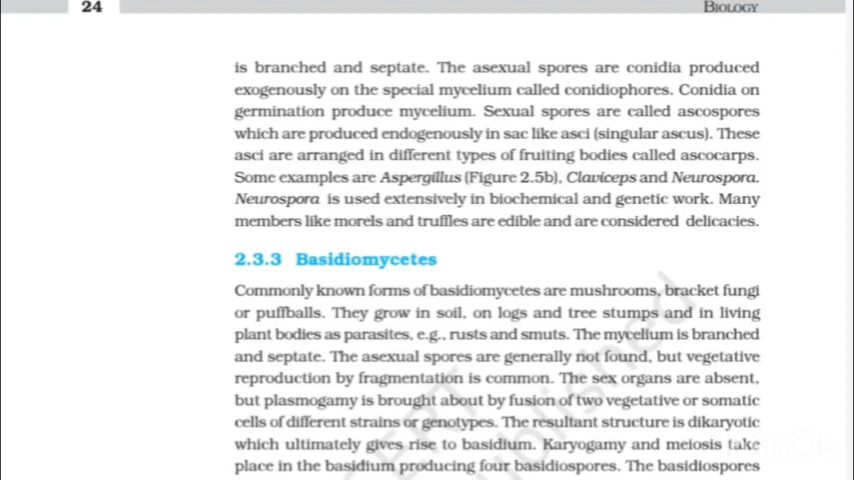 24
BIOLOGY
is branched and septate. The asexual spores are conidia produced
exogenously on the special mycelium called conidiophores. Conidia on
germination produce mycelium. Sexual spores are called ascospores
which are produced endogenously in sac like asci (singular ascus). These
asci are arranged in different types of fruiting bodies called ascocarps.
Some examples are Aspergillus (Figure 2.5b), Claviceps and Neurospora.
Neurospora is used extensively in biochemical and genetic work. Many
members like morels and truffles are edible and are considered delicacies.
2.3.3 Basidiomycetes
Commonly known forms of basidiomycetes are mushrooms, bracket fungi
or puffballs. They grow in soil, on logs and tree stumps and in living
plant bodies as parasites, e.g., rusts and smuts. The mycelium is branched
and septate. The asexual spores are generally not found, but vegetative
reproduction by fragmentation is common. The sex organs are absent,
but plasmogamy is brought about by fusion of two vegetative or somatic
cells of different strains or genotypes. The resultant structure is dikaryotic
which ultimately gives rise to basidium. Karyogamy and meiosis take
place in the basidium producing four basidiospores. The basidiospores